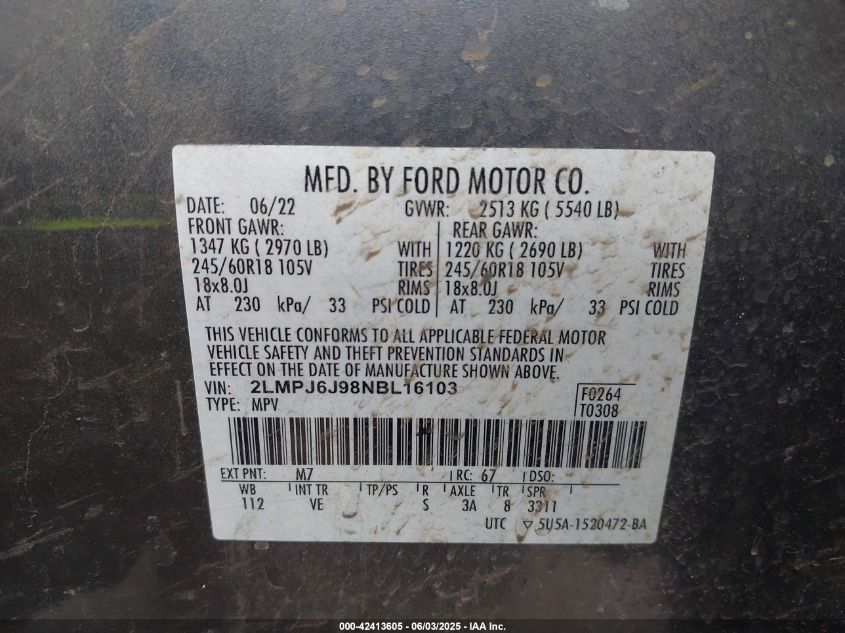 MFD. BY FORD MOTOR CO.
DATE: 06/22 GVWR: 2513 KG ( 5540 LB)
FRONT GAWR: REAR GAWR:
1347 KG ( 2970 LB) WITH 1220 KG ( 2690 LB) WITH
245/60R18 105V TIRES 245/60R18 105V TIRES
18x8.0J RIMS 18x8.0J RIMS
AT 230 kPa/ 33 PSI COLD AT 230 kPa/ 33 PSI COLD
THIS VEHICLE CONFORMS TO ALL APPLICABLE FEDERAL MOTOR
VEHICLE SAFETY AND THEFT PREVENTION STANDARDS IN
EFFECT ON THE DATE OF MANUFACTURE SHOWN ABOVE.
VIN: 2LMPJ6J98NBL16103 F0264
TYPE: MPV T0308
EXT PNT: M7 RC: 67 DSO:
WB INT TR TP/PS R AXLE TR SPR
112 VE S 3A 8 3311
UTC ▽ 5U5A-1520472-BA
000-42413605 - 06/03/2025 - IAA Inc.